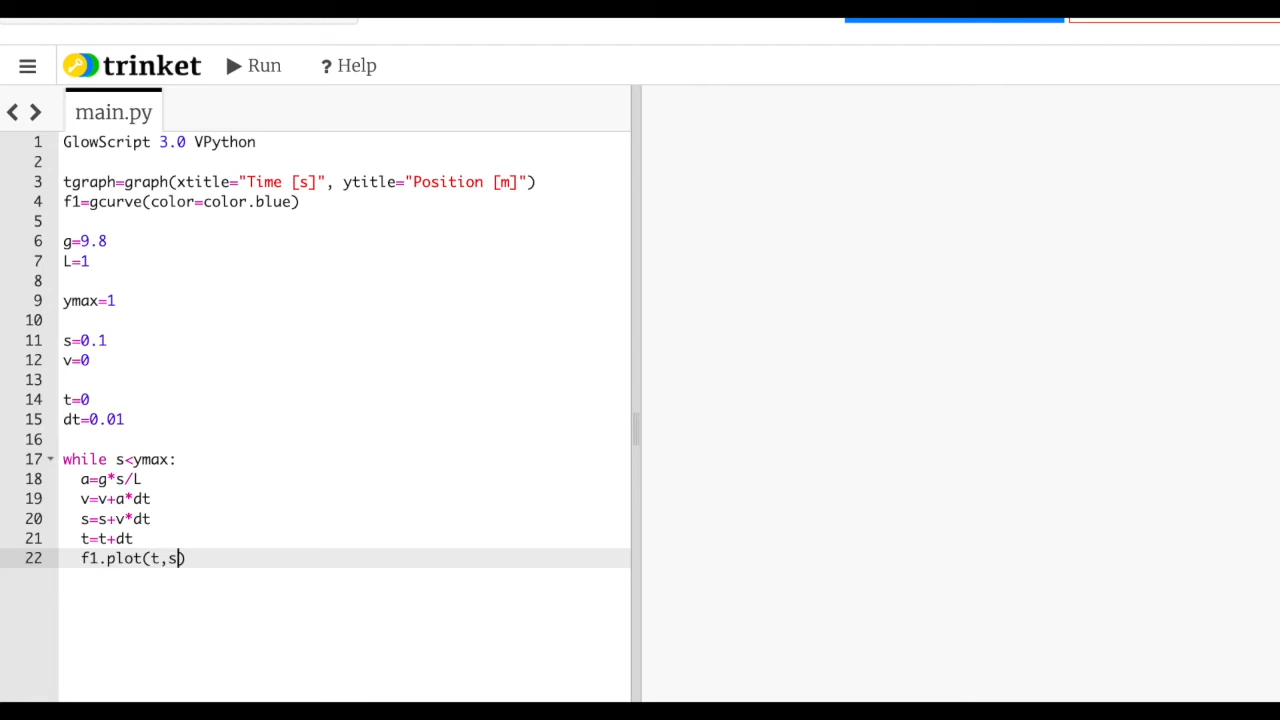 trinket Run ? Help
main.py
1 GlowScript 3.0 VPython
2
3 tgraph=graph(xtitle="Time [s]", ytitle="Position [m]")
4 f1=gcurve(color=color.blue)
5
6 g=9.8
7 L=1
8
9 ymax=1
10
11 s=0.1
12 v=0
13
14 t=0
15 dt=0.01
16
17 while s<ymax:
18 a=g*s/L
19 v=v+a*dt
20 s=s+v*dt
21 t=t+dt
22 f1.plot(t,s)